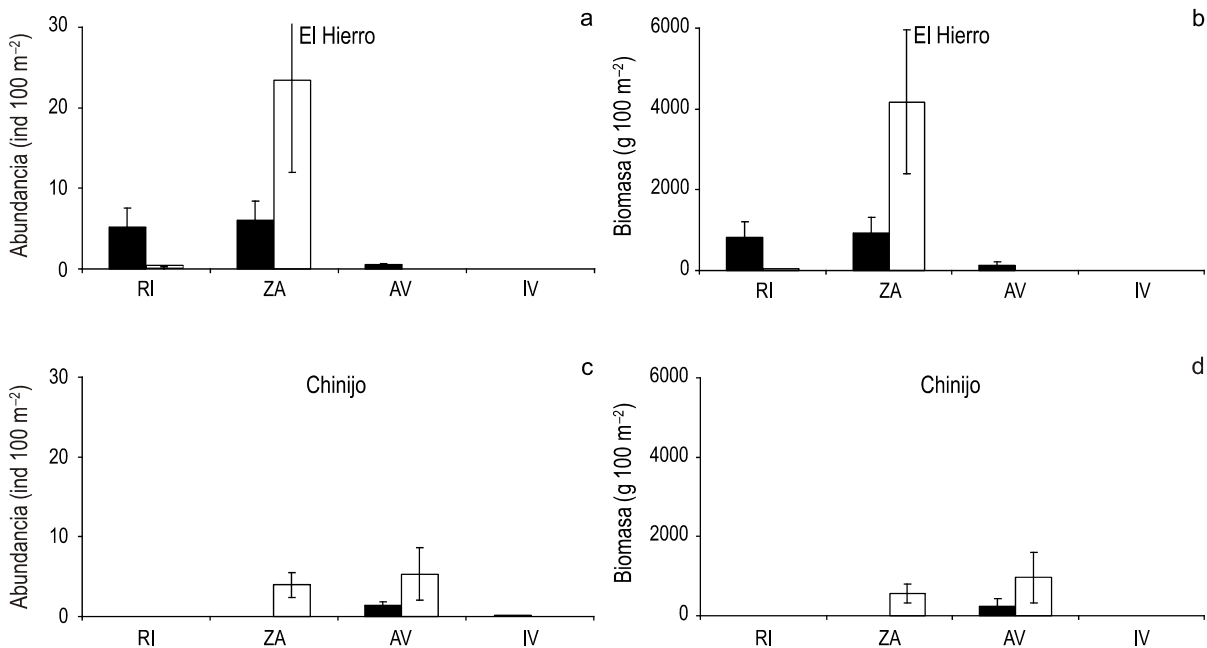 a
El Hierro
Abundancia (ind 100 m⁻²)
30
20
10
0
RI ZA AV IV
b
El Hierro
Biomasa (g 100 m⁻²)
6000
4000
2000
0
RI ZA AV IV
c
Chinijo
Abundancia (ind 100 m⁻²)
30
20
10
0
RI ZA AV IV
d
Chinijo
Biomasa (g 100 m⁻²)
6000
4000
2000
0
RI ZA AV IV